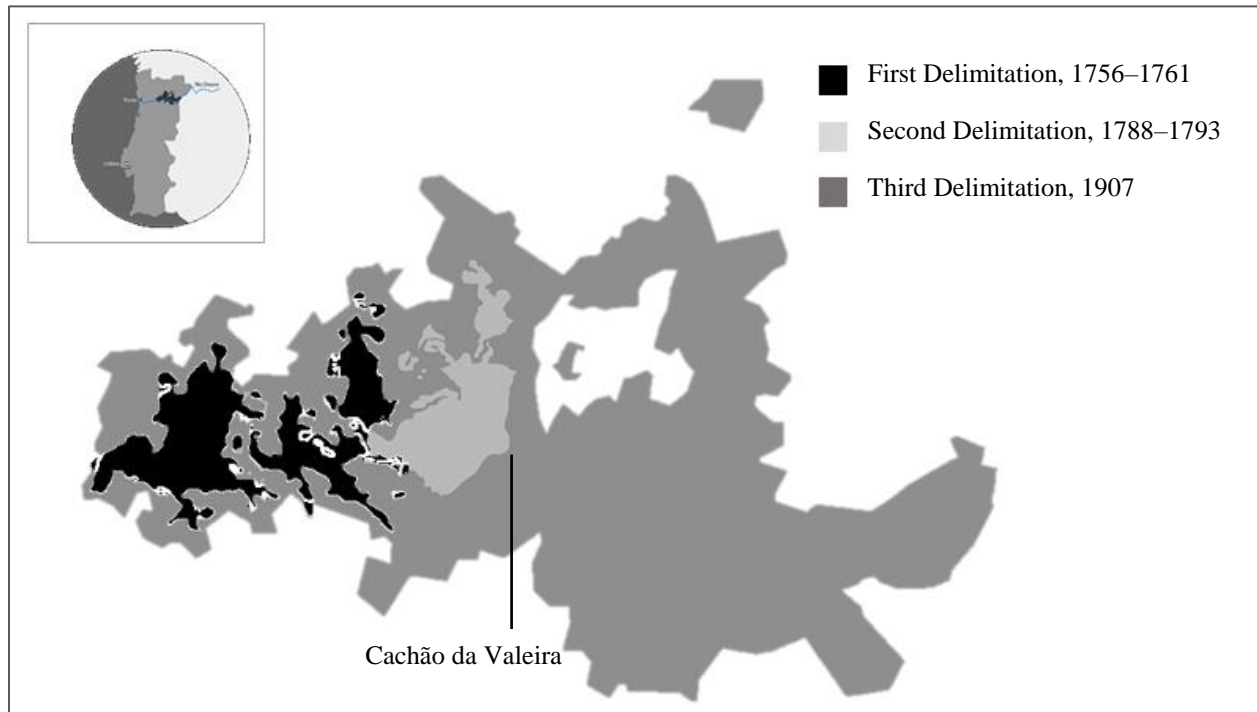 First Delimitation, 1756–1761
Second Delimitation, 1788–1793
Third Delimitation, 1907
Cachão da Valeira